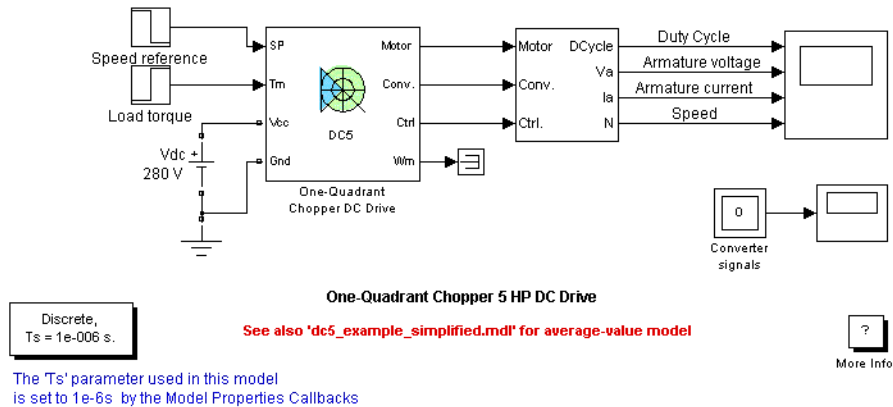 Speed reference
Load torque
Vdc +
280 V
SP
Tm
Vcc
Gnd
Motor
Conv.
Ctrl
Wm
DC5
One-Quadrant
Chopper DC Drive
Motor
Conv.
Ctrl.
DCycle
Va
Ia
N
Duty Cycle
Armature voltage
Armature current
Speed
0
Converter
signals
One-Quadrant Chopper 5 HP DC Drive
See also 'dc5_example_simplified.mdl' for average-value model
Discrete,
Ts = 1e-006 s.
?
More Info
The 'Ts' parameter used in this model
is set to 1e-6s by the Model Properties Callbacks